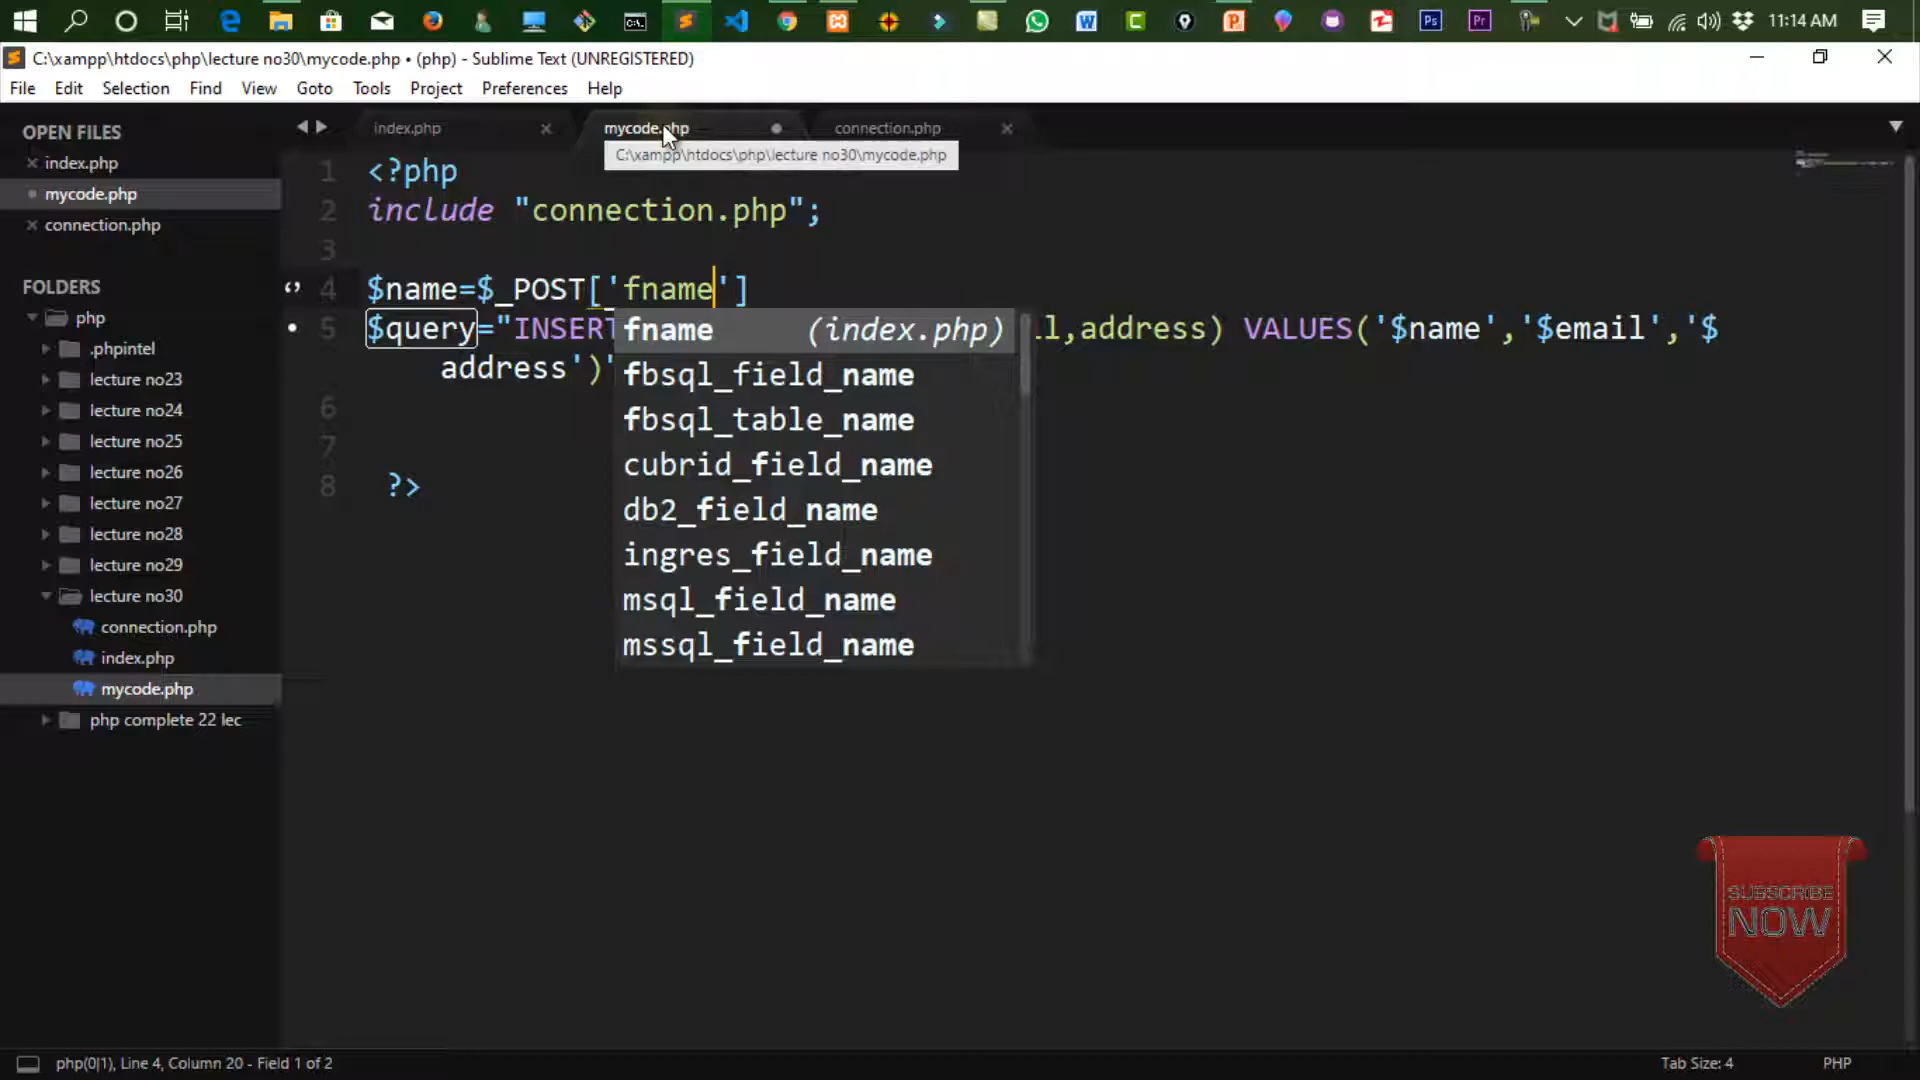 11:14 AM
C:\xampp\htdocs\php\lecture no30\mycode.php • (php) - Sublime Text (UNREGISTERED)
File Edit Selection Find View Goto Tools Project Preferences Help
OPEN FILES
index.php
mycode.php
connection.php
FOLDERS
php
.phpintel
lecture no23
lecture no24
lecture no25
lecture no26
lecture no27
lecture no28
lecture no29
lecture no30
connection.php
index.php
mycode.php
php complete 22 lec
index.php mycode.php connection.php
C:\xampp\htdocs\php\lecture no30\mycode.php
1 <?php
2 include "connection.php";
3
4 $name=$_POST['fname']
5 $query="INSERT l,address) VALUES('$name','$email','$
address')"
6
7
8 ?>
fname (index.php)
fbsql_field_name
fbsql_table_name
cubrid_field_name
db2_field_name
ingres_field_name
msql_field_name
mssql_field_name
SUBSCRIBE
NOW
php(0|1), Line 4, Column 20 - Field 1 of 2
Tab Size: 4 PHP